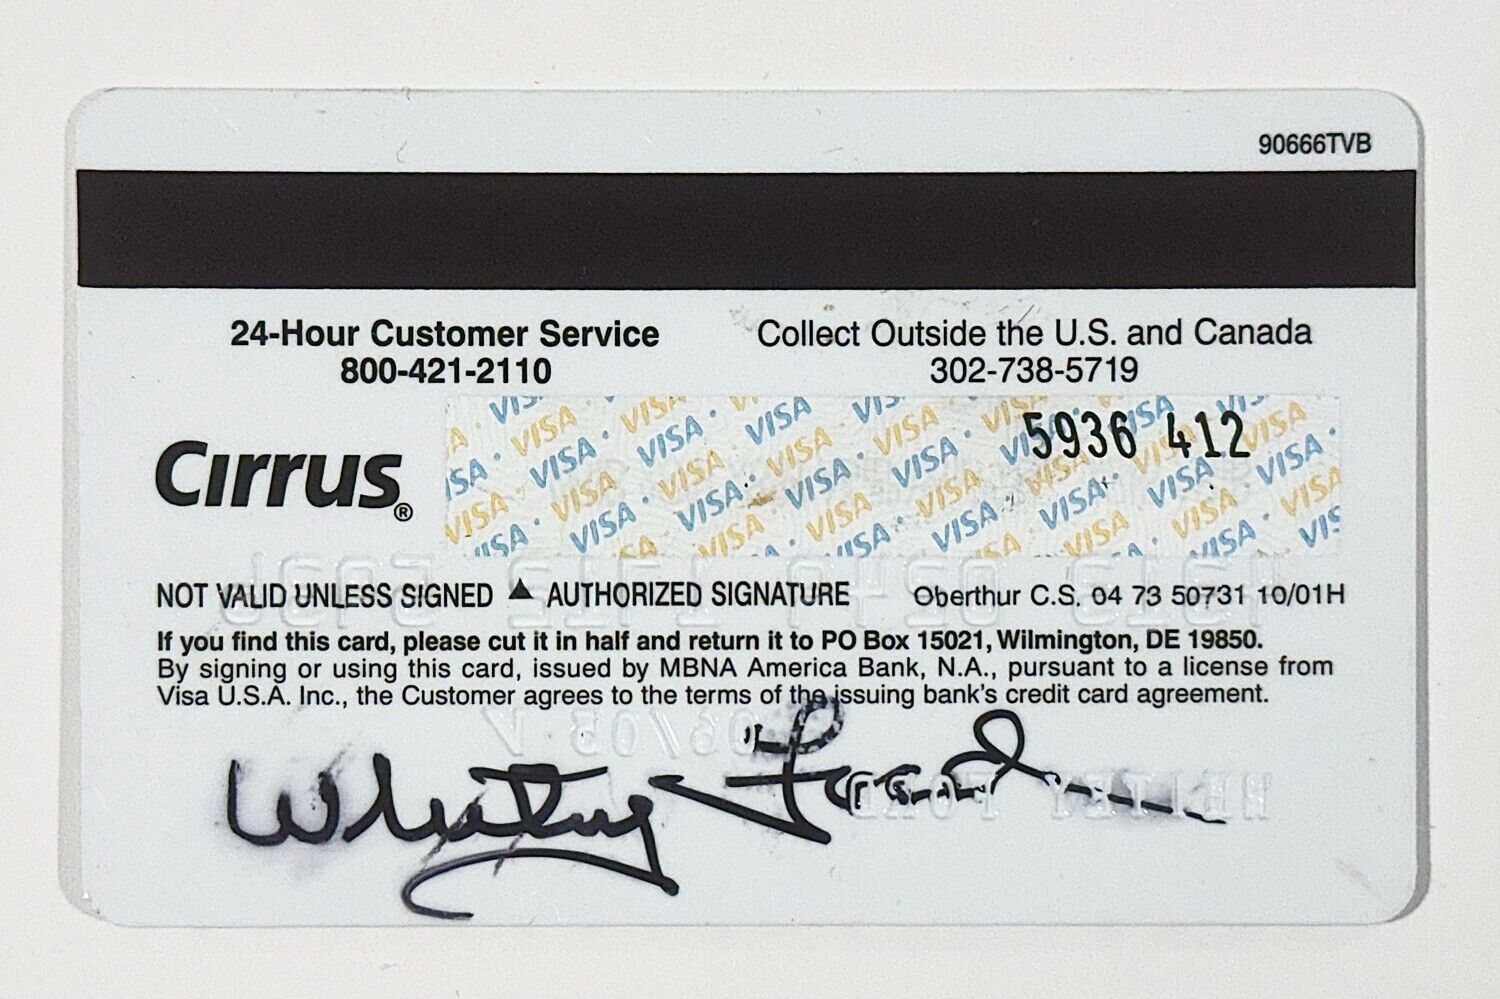 90666TVB
24-Hour Customer Service
800-421-2110
Collect Outside the U.S. and Canada
302-738-5719
VISA
5936 412
Cirrus®
NOT VALID UNLESS SIGNED ▲ AUTHORIZED SIGNATURE
Oberthur C.S. 04 73 50731 10/01H
If you find this card, please cut it in half and return it to PO Box 15021, Wilmington, DE 19850.
By signing or using this card, issued by MBNA America Bank, N.A., pursuant to a license from
Visa U.S.A. Inc., the Customer agrees to the terms of the issuing bank's credit card agreement.
Whitey Ford